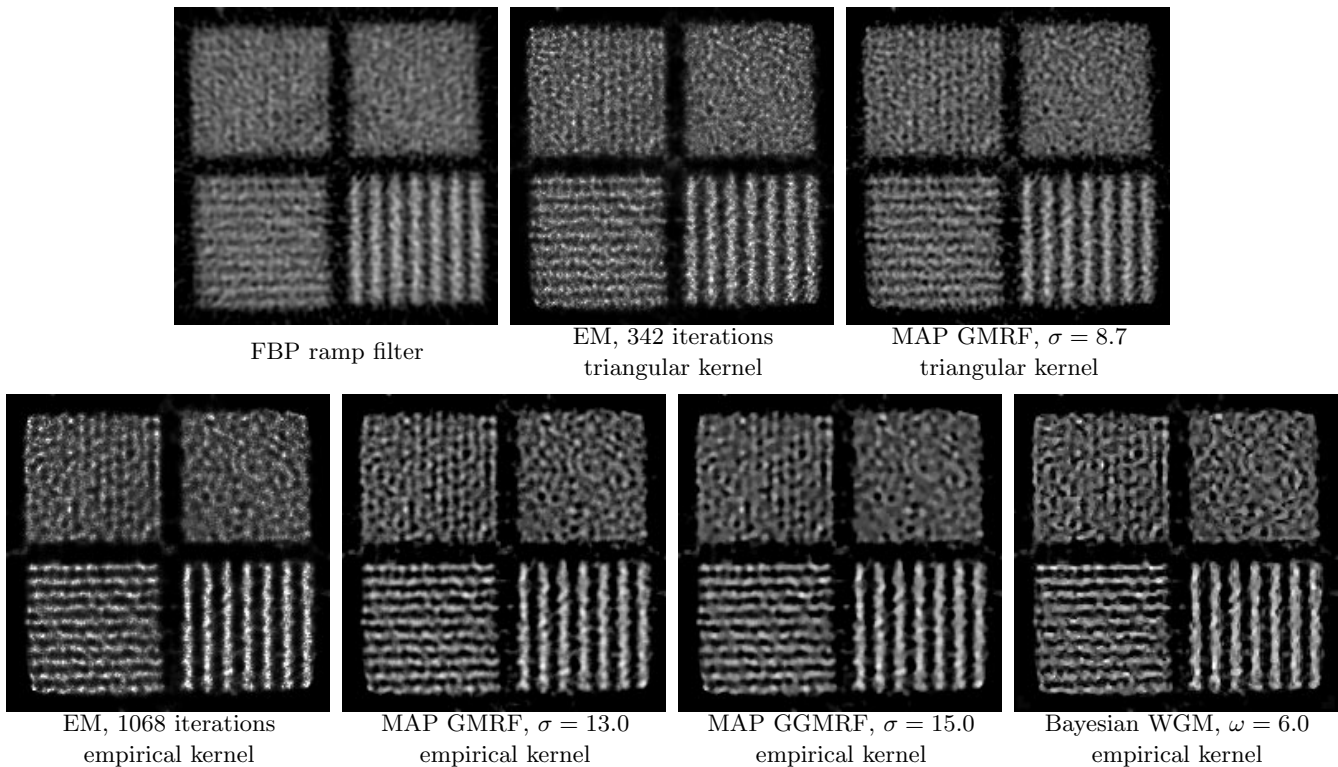 FBP ramp filter
EM, 342 iterations
triangular kernel
MAP GMRF, σ = 8.7
triangular kernel
EM, 1068 iterations
empirical kernel
MAP GMRF, σ = 13.0
empirical kernel
MAP GGMRF, σ = 15.0
empirical kernel
Bayesian WGM, ω = 6.0
empirical kernel